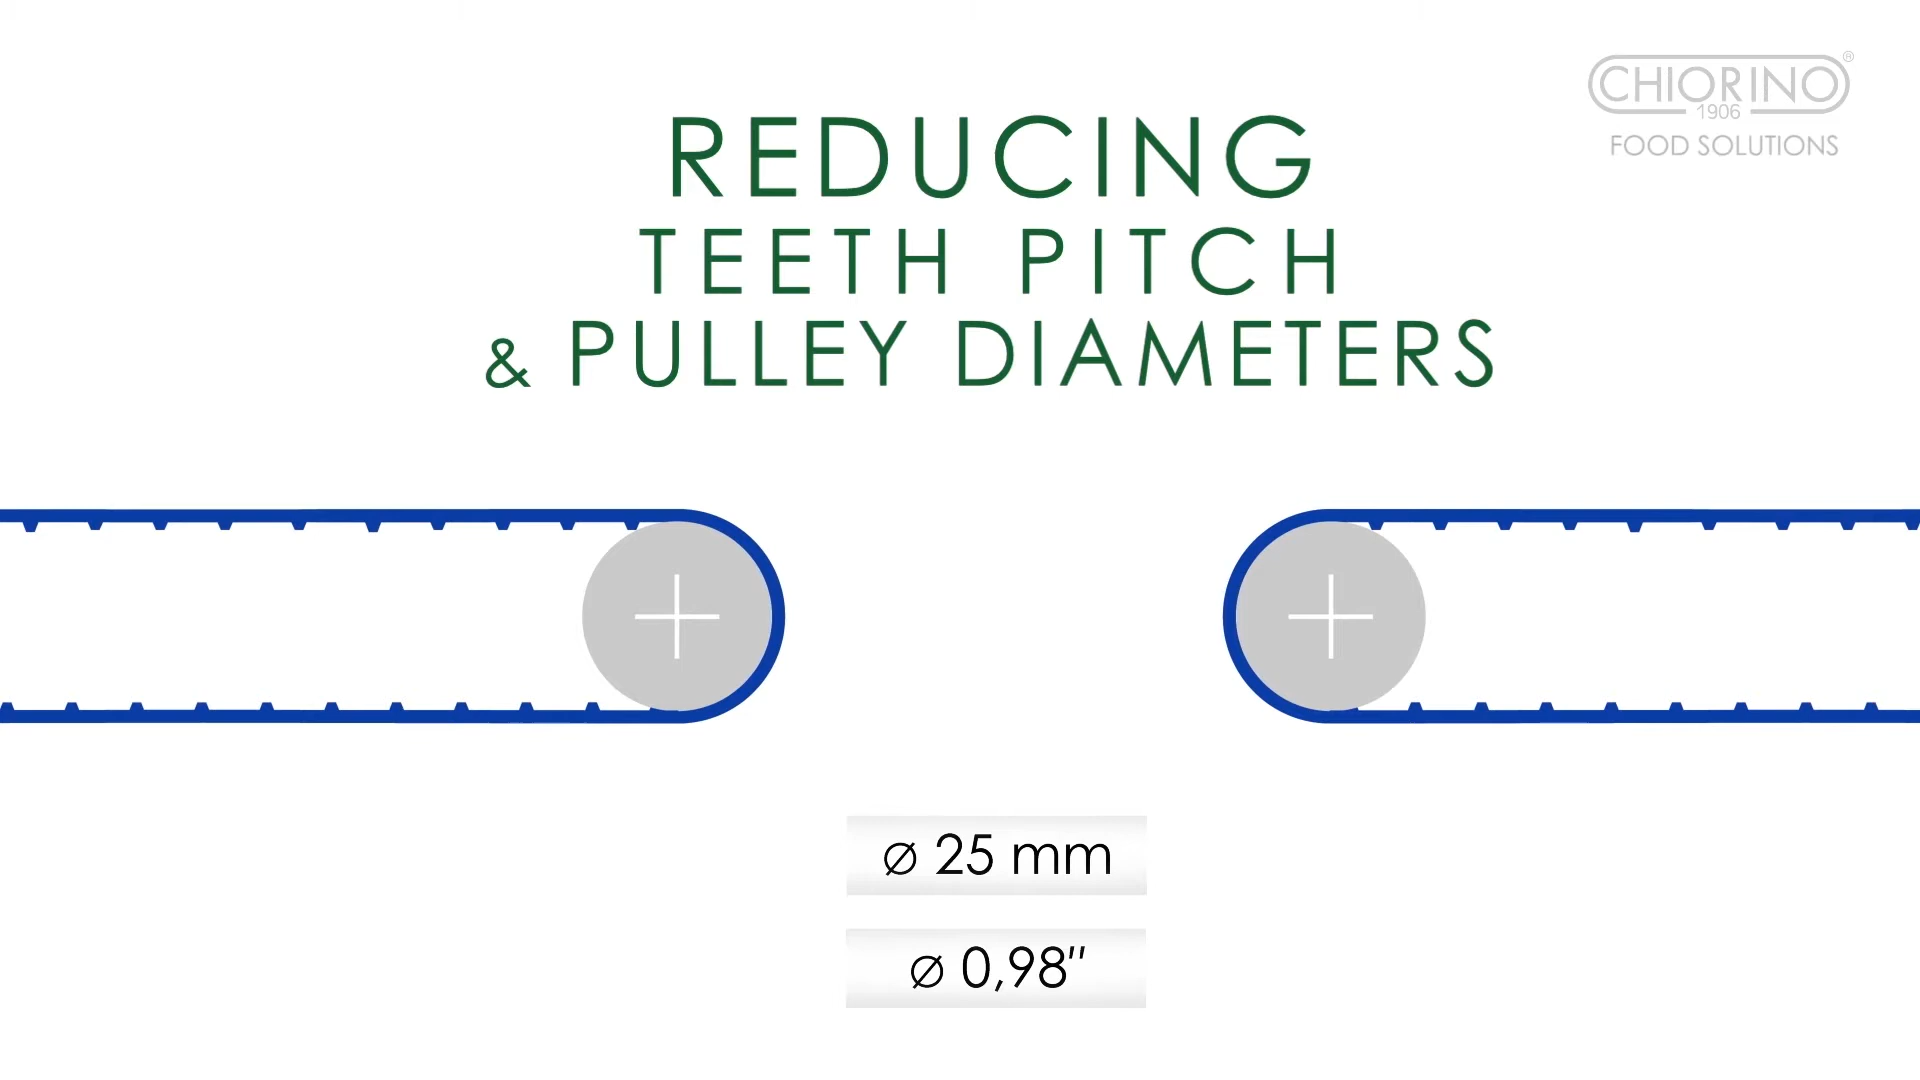 CHIORINO®
1906
FOOD SOLUTIONS
REDUCING
TEETH PITCH
& PULLEY DIAMETERS
⌀ 25 mm
⌀ 0,98"